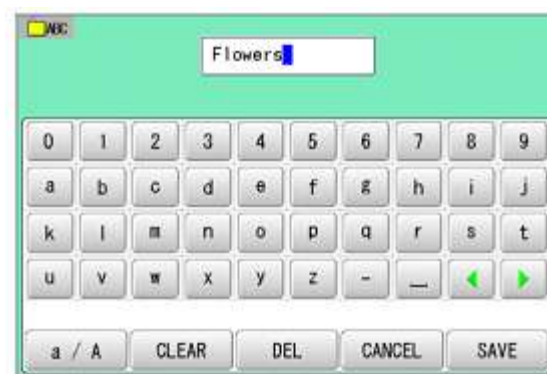 ABC
Flowers
0 1 2 3 4 5 6 7 8 9
a b c d e f g h i j
k l m n o p q r s t
u v w x y z - _
a / A CLEAR DEL CANCEL SAVE